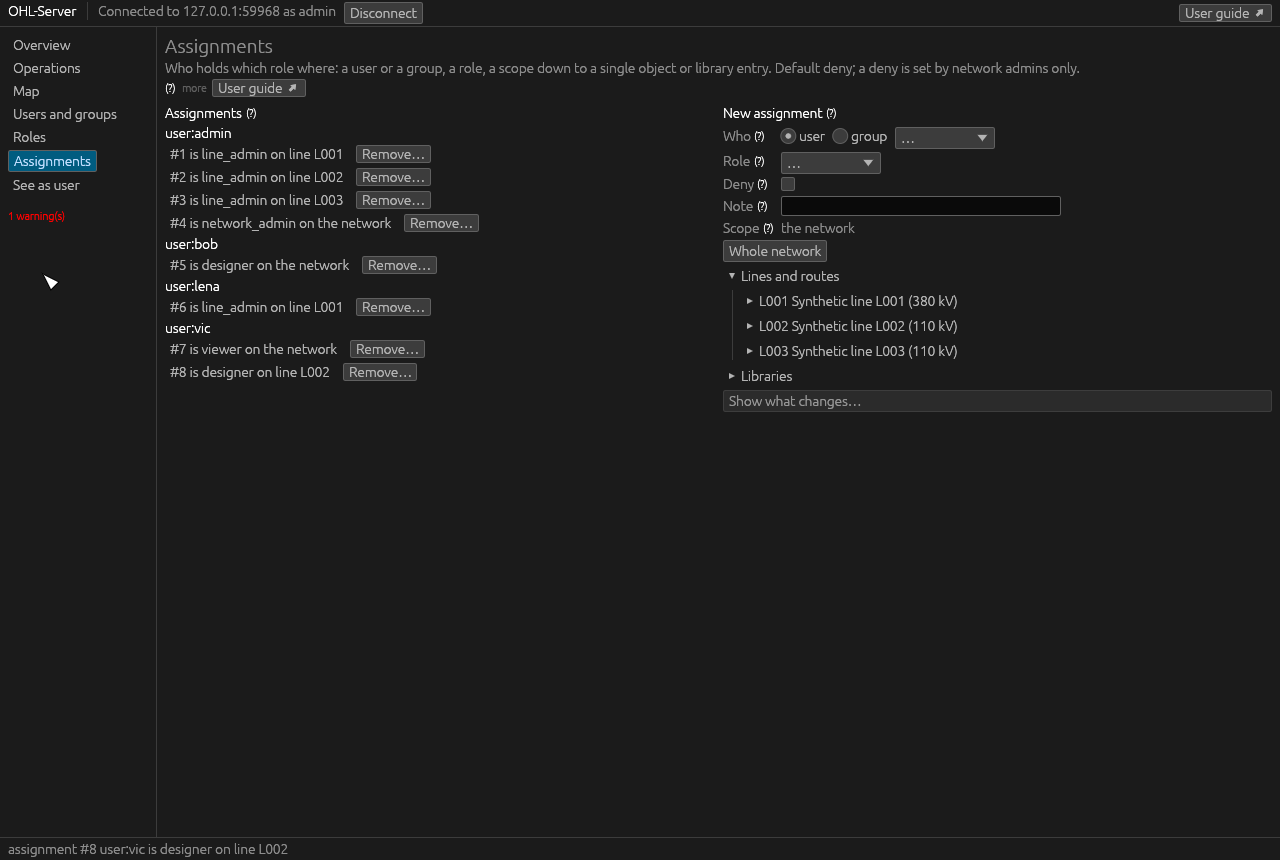 OHL-Server
Connected to 127.0.0.1:59968 as admin
Disconnect
User guide
Overview
Operations
Map
Users and groups
Roles
Assignments
See as user
1 warning(s)
Assignments
Who holds which role where: a user or a group, a role, a scope down to a single object or library entry. Default deny; a deny is set by network admins only.
(?) more User guide
Assignments (?)
user:admin
#1 is line_admin on line L001 Remove...
#2 is line_admin on line L002 Remove...
#3 is line_admin on line L003 Remove...
#4 is network_admin on the network Remove...
user:bob
#5 is designer on the network Remove...
user:lena
#6 is line_admin on line L001 Remove...
user:vic
#7 is viewer on the network Remove...
#8 is designer on line L002 Remove...
New assignment (?)
Who (?) user group ...
Role (?) ...
Deny (?)
Note (?)
Scope (?) the network
Whole network
Lines and routes
L001 Synthetic line L001 (380 kV)
L002 Synthetic line L002 (110 kV)
L003 Synthetic line L003 (110 kV)
Libraries
Show what changes...
assignment #8 user:vic is designer on line L002